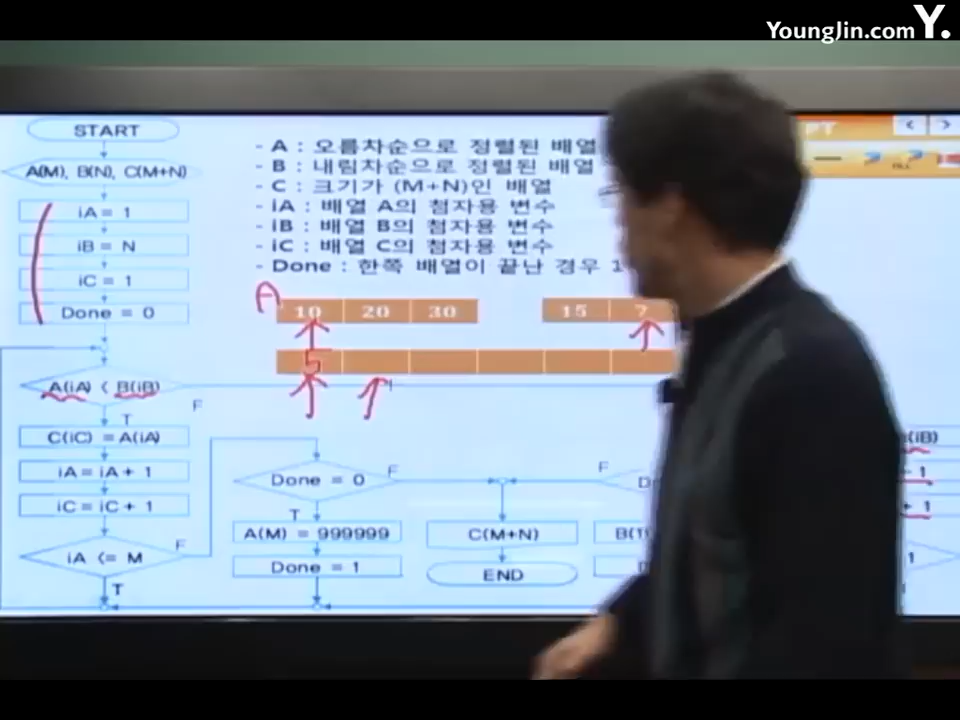 YoungJin.com Y.
START
A(M), B(N), C(M+N)
iA = 1
iB = N
iC = 1
Done = 0
A(iA) < B(iB)
F
T
C(iC) = A(iA)
iA = iA + 1
iC = iC + 1
iA <= M
F
T
- A : 오름차순으로 정렬된 배열
- B : 내림차순으로 정렬된 배열
- C : 크기가 (M+N)인 배열
- iA : 배열 A의 첨자용 변수
- iB : 배열 B의 첨자용 변수
- iC : 배열 C의 첨자용 변수
- Done : 한쪽 배열이 끝난 경우 1
A
10 20 30
15 7
5
Done = 0
F
T
A(M) = 999999
Done = 1
C(M+N)
END
F
B(1)
(iB)
1
+ 1
1